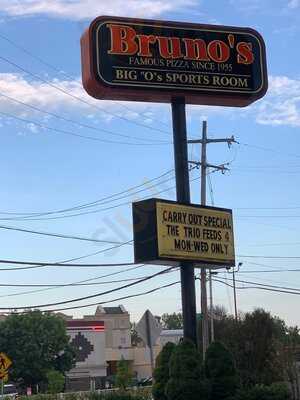 Bruno's
FAMOUS PIZZA SINCE 1955
BIG "O"s SPORTS ROOM
CARRY OUT SPECIAL
THE TRIO FEEDS 4
MON-WED ONLY